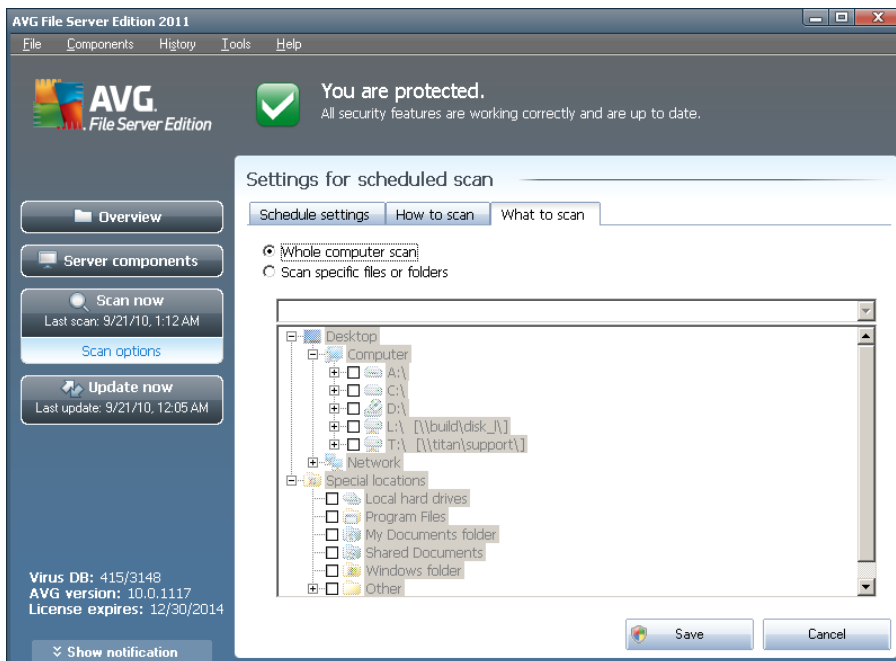 AVG File Server Edition 2011
File Components History Tools Help
AVG.
File Server Edition
You are protected.
All security features are working correctly and are up to date.
Overview
Server components
Scan now
Last scan: 9/21/10, 1:12 AM
Scan options
Update now
Last update: 9/21/10, 12:05 AM
Virus DB: 415/3148
AVG version: 10.0.1117
License expires: 12/30/2014
Show notification
Settings for scheduled scan
Schedule settings How to scan What to scan
Whole computer scan
Scan specific files or folders
Desktop
Computer
A:\
C:\
D:\
L:\ [\\build\disk_l\]
T:\ [\\titan\support\]
Network
Special locations
Local hard drives
Program Files
My Documents folder
Shared Documents
Windows folder
Other
Save Cancel